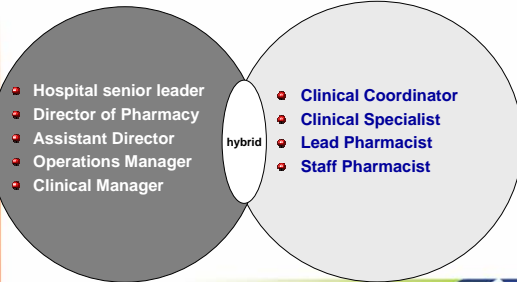 Hospital senior leader
Director of Pharmacy
Assistant Director
Operations Manager
Clinical Manager
hybrid
Clinical Coordinator
Clinical Specialist
Lead Pharmacist
Staff Pharmacist